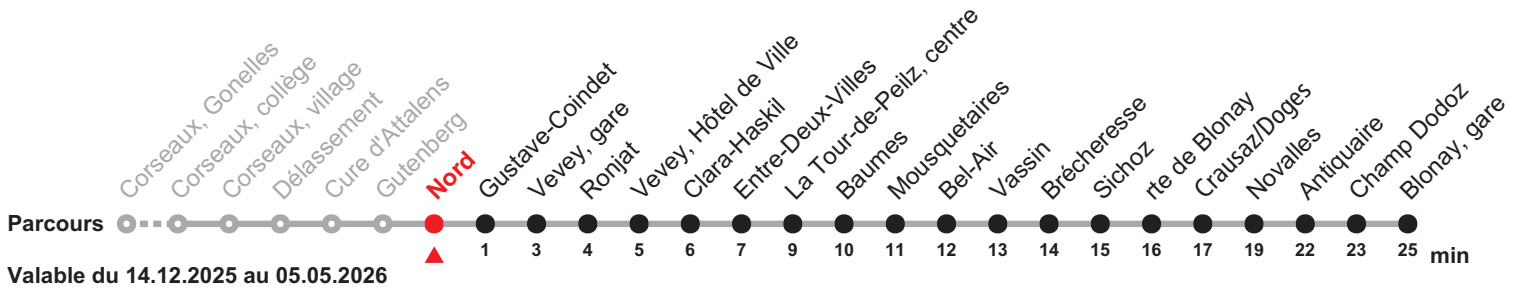 Corseaux, Gonelles
Corseaux, collège
Corseaux, village
Délassement
Cure d'Attalens
Gutenberg
Nord
Gustave-Coindet
Vevey, gare
Ronjat
Vevey, Hôtel de Ville
Clara-Haskil
Entre-Deux-Villes
La Tour-de-Peilz, centre
Baumes
Mousquetaires
Bel-Air
Vassin
Brécheresse
Sichoz
rte de Blonay
Crausaz/Doges
Novalles
Antiquaire
Champ Dodoz
Blonay, gare
Parcours
1 3 4 5 6 7 9 10 11 12 13 14 15 16 17 19 22 23 25 min
Valable du 14.12.2025 au 05.05.2026